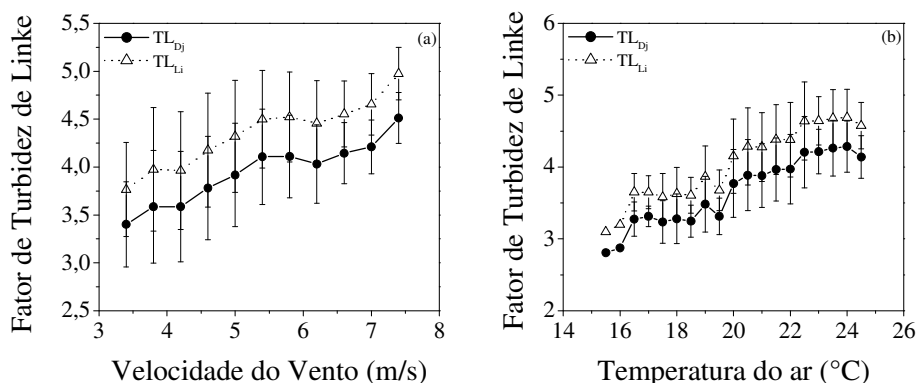 5,5
5,0
4,5
4,0
3,5
3,0
2,5
3 4 5 6 7 8
Fator de Turbidez de Linke
Velocidade do Vento (m/s)
TL_Dj
TL_Li
(a)
6
5
4
3
2
14 16 18 20 22 24 26
Fator de Turbidez de Linke
Temperatura do ar (°C)
TL_Dj
TL_Li
(b)